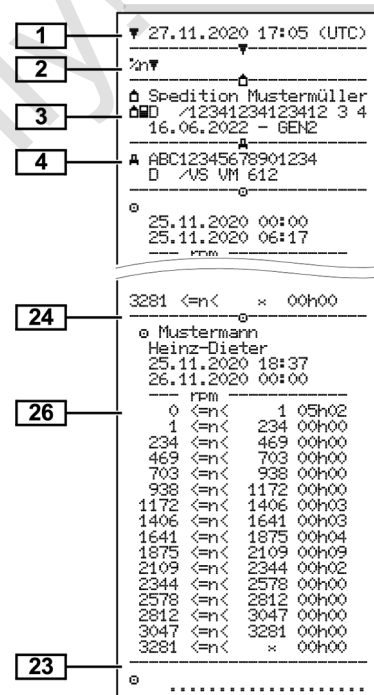 1
▼ 27.11.2020 17:05 (UTC)
2
%n▼
Spedition Mustermüller
3
D /12341234123412 3 4
16.06.2022 - GEN2
4
ABC12345678901234
D /VS VM 612
25.11.2020 00:00
25.11.2020 06:17
--- rpm ---
3281 <=n< × 00h00
24
Mustermann
Heinz-Dieter
25.11.2020 18:37
26.11.2020 00:00
--- rpm ---
26
0 <=n< 1 05h02
1 <=n< 234 00h00
234 <=n< 469 00h00
469 <=n< 703 00h00
703 <=n< 938 00h00
938 <=n< 1172 00h00
1172 <=n< 1406 00h03
1406 <=n< 1641 00h03
1641 <=n< 1875 00h04
1875 <=n< 2109 00h09
2109 <=n< 2344 00h02
2344 <=n< 2578 00h00
2578 <=n< 2812 00h00
2812 <=n< 3047 00h00
3047 <=n< 3281 00h00
3281 <=n< × 00h00
23
....................